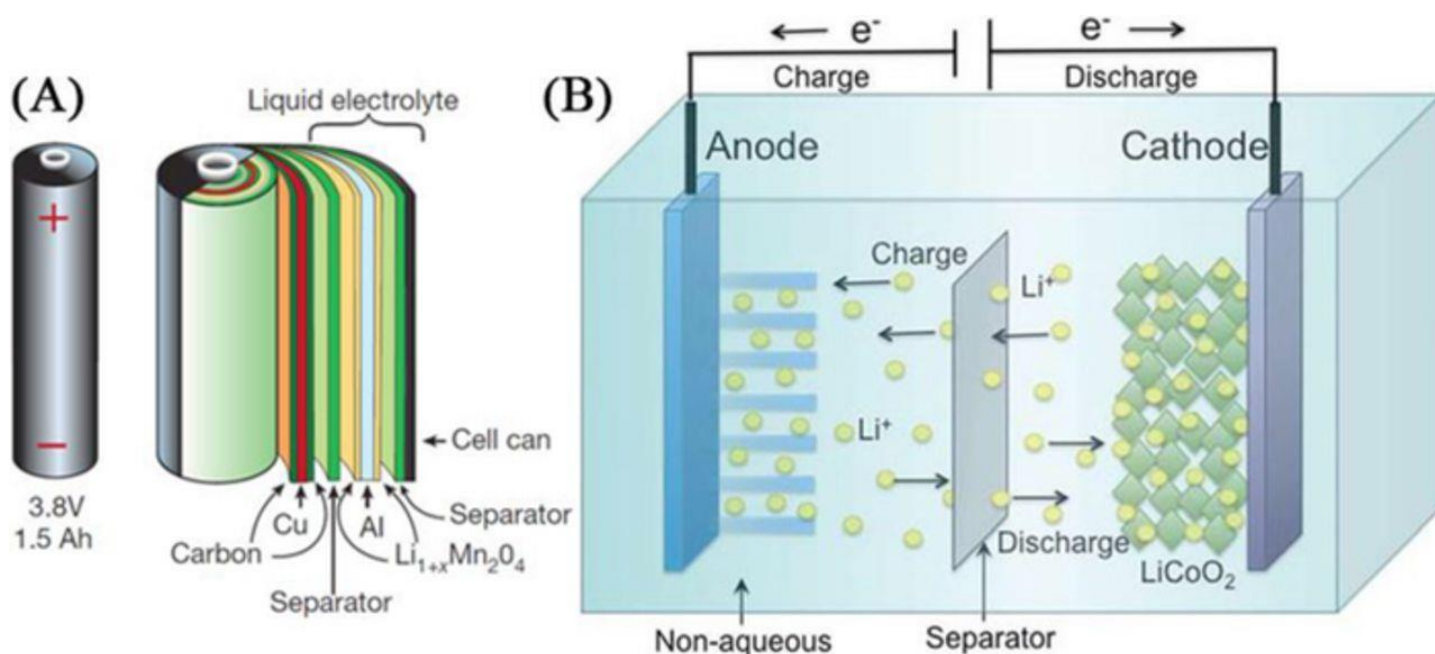 (A)
Liquid electrolyte
+
−
3.8V
1.5 Ah
Cell can
Separator
Cu
Al
Carbon
Li1+xMn2O4
Separator
(B)
e-
e-
Charge
Discharge
Anode
Cathode
Charge
Li+
Li+
Discharge
LiCoO2
Non-aqueous
Separator